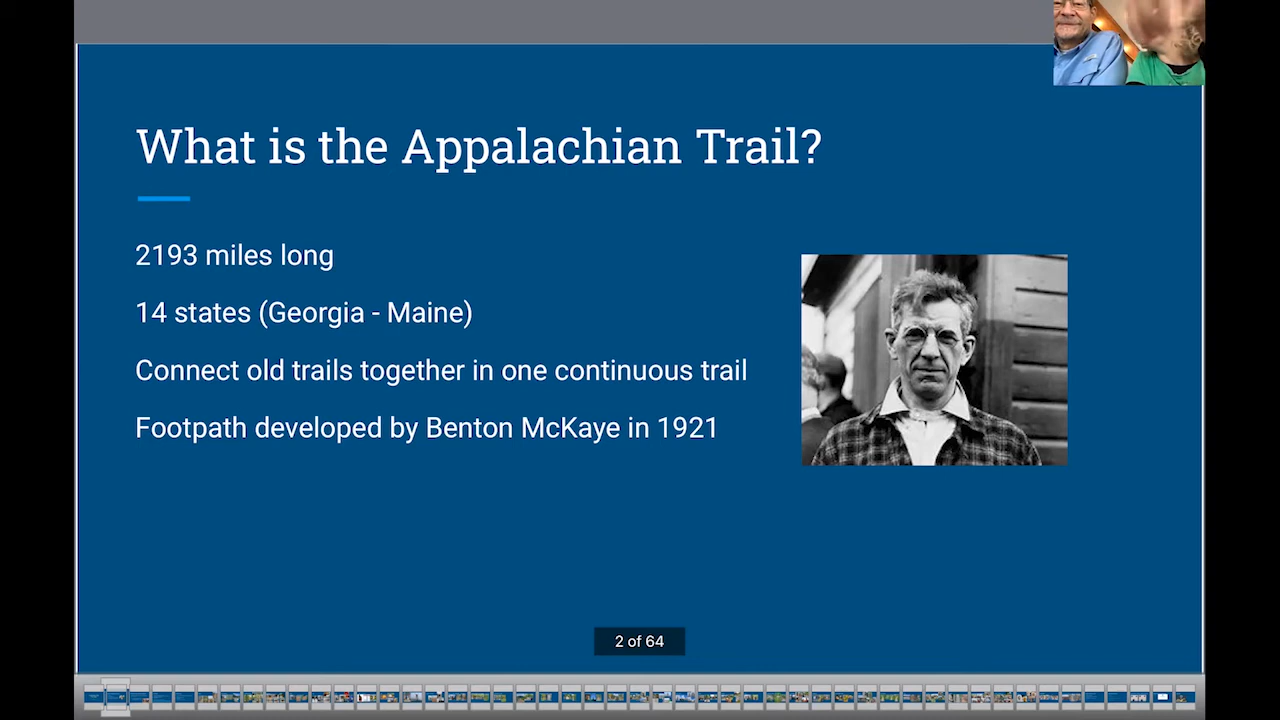 What is the Appalachian Trail?
2193 miles long
14 states (Georgia - Maine)
Connect old trails together in one continuous trail
Footpath developed by Benton McKaye in 1921
2 of 64